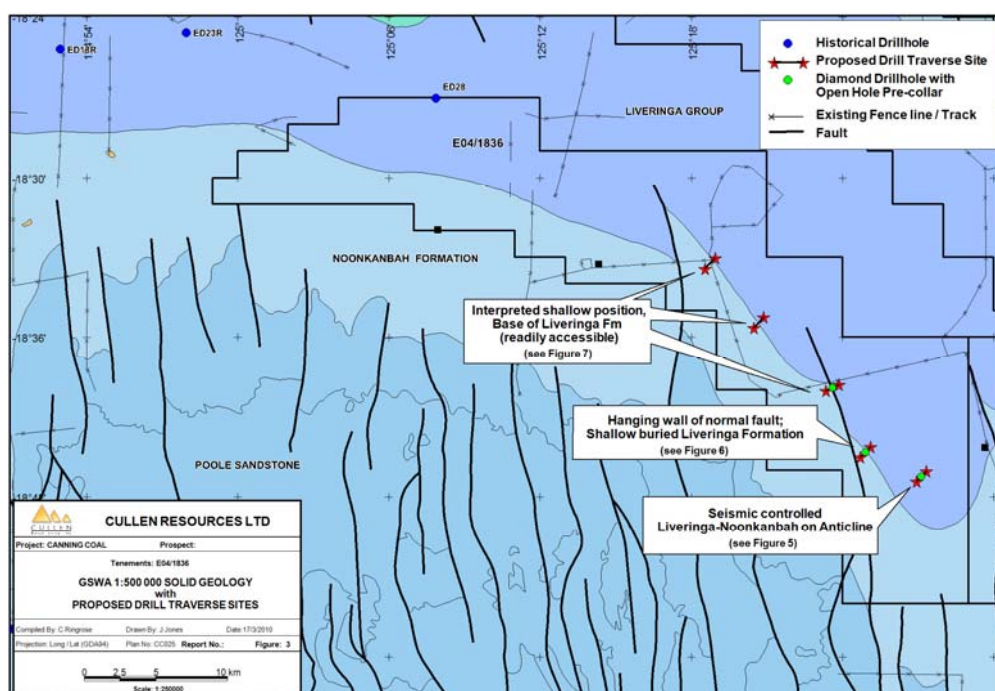 -18°24'
124°54'
125°
125°06'
125°12'
125°18'
ED18R
ED23R
ED28
LIVERINGA GROUP
E04/1836
Historical Drillhole
Proposed Drill Traverse Site
Diamond Drillhole with
Open Hole Pre-collar
Existing Fence line / Track
Fault
-18°30'
NOONKANBAH FORMATION
Interpreted shallow position,
Base of Liveringa Fm
(readily accessible)
(see Figure 7)
-18°36'
Hanging wall of normal fault;
Shallow buried Liveringa Formation
(see Figure 6)
POOLE SANDSTONE
Seismic controlled
Liveringa-Noonkanbah on Anticline
(see Figure 5)
CULLEN
CULLEN RESOURCES LTD
Project: CANNING COAL Prospect:
Tenements: E04/1836
GSWA 1:500 000 SOLID GEOLOGY
with
PROPOSED DRILL TRAVERSE SITES
Compiled By: C Ringrose Drawn By: J Jones Date: 17/3/2010
Projection: Long / Lat (GDA94) Plan No: CC025 Report No.: Figure: 3
0 2.5 5 10 km
Scale: 1:250000